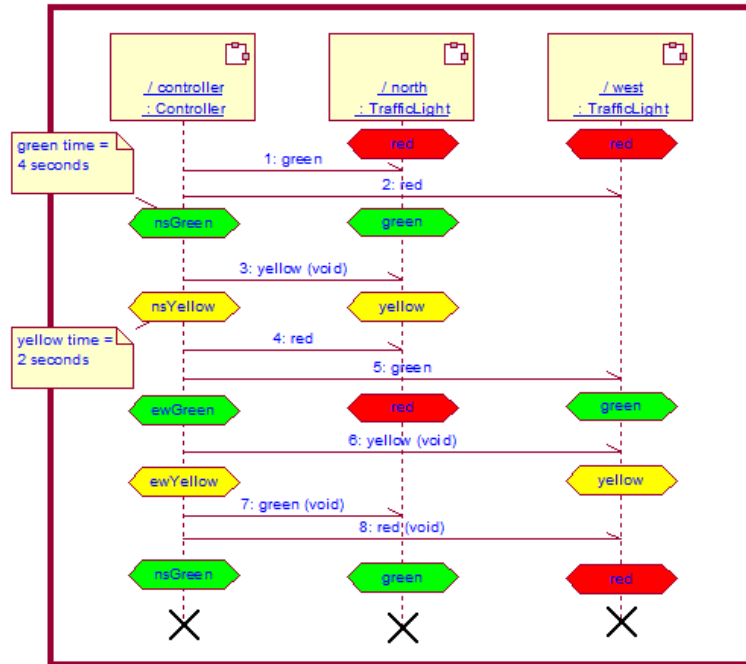 / controller
: Controller
/ north
: TrafficLight
/ west
: TrafficLight
green time =
4 seconds
red
red
1: green
2: red
nsGreen
green
3: yellow (void)
nsYellow
yellow
yellow time =
2 seconds
4: red
5: green
ewGreen
red
green
6: yellow (void)
ewYellow
yellow
7: green (void)
8: red (void)
nsGreen
green
red